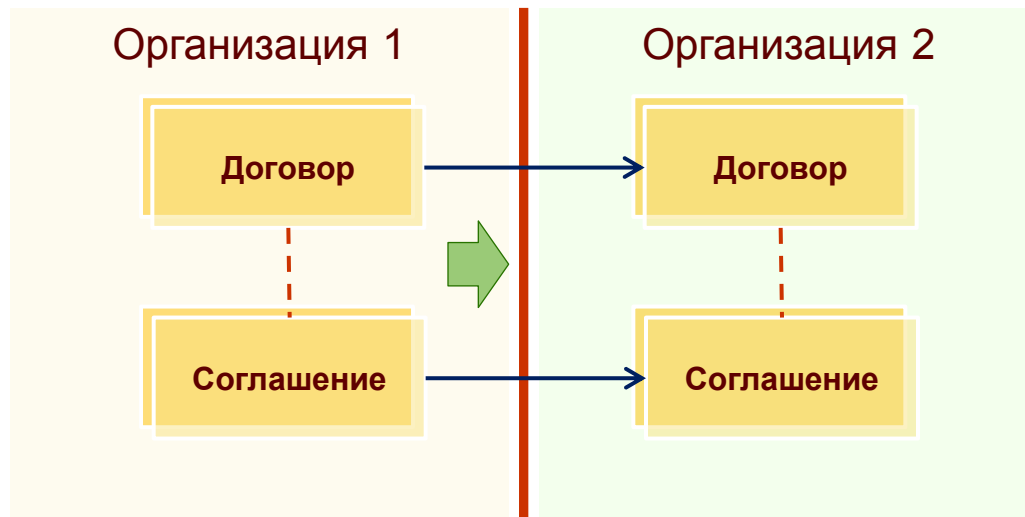 Организация 1
Организация 2
Договор
Договор
Соглашение
Соглашение